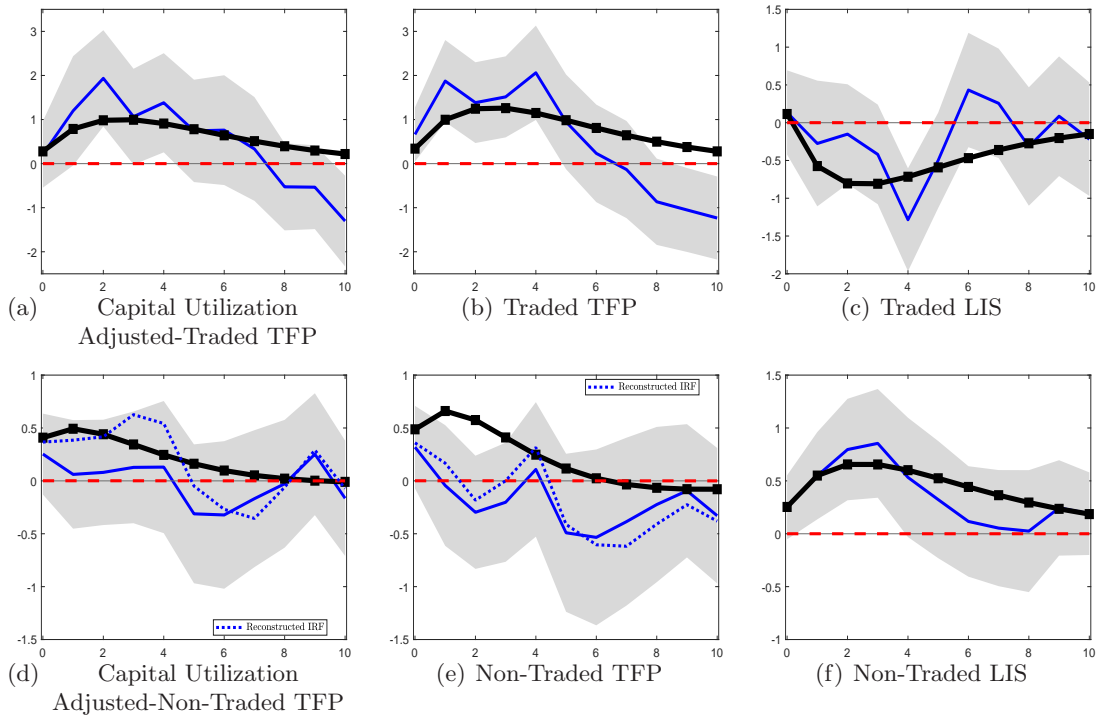 3
2
1
0
-1
-2
0 2 4 6 8 10
3
2
1
0
-1
-2
0 2 4 6 8 10
1.5
1
0.5
0
-0.5
-1
-1.5
-2
0 2 4 6 8 10
(a) Capital Utilization
Adjusted-Traded TFP
(b) Traded TFP
(c) Traded LIS
1
0.5
0
-0.5
-1
-1.5
0 2 4 6 8 10
Reconstructed IRF
1
0.5
0
-0.5
-1
-1.5
0 2 4 6 8 10
Reconstructed IRF
1.5
1
0.5
0
-0.5
-1
0 2 4 6 8 10
(d) Capital Utilization
Adjusted-Non-Traded TFP
(e) Non-Traded TFP
(f) Non-Traded LIS